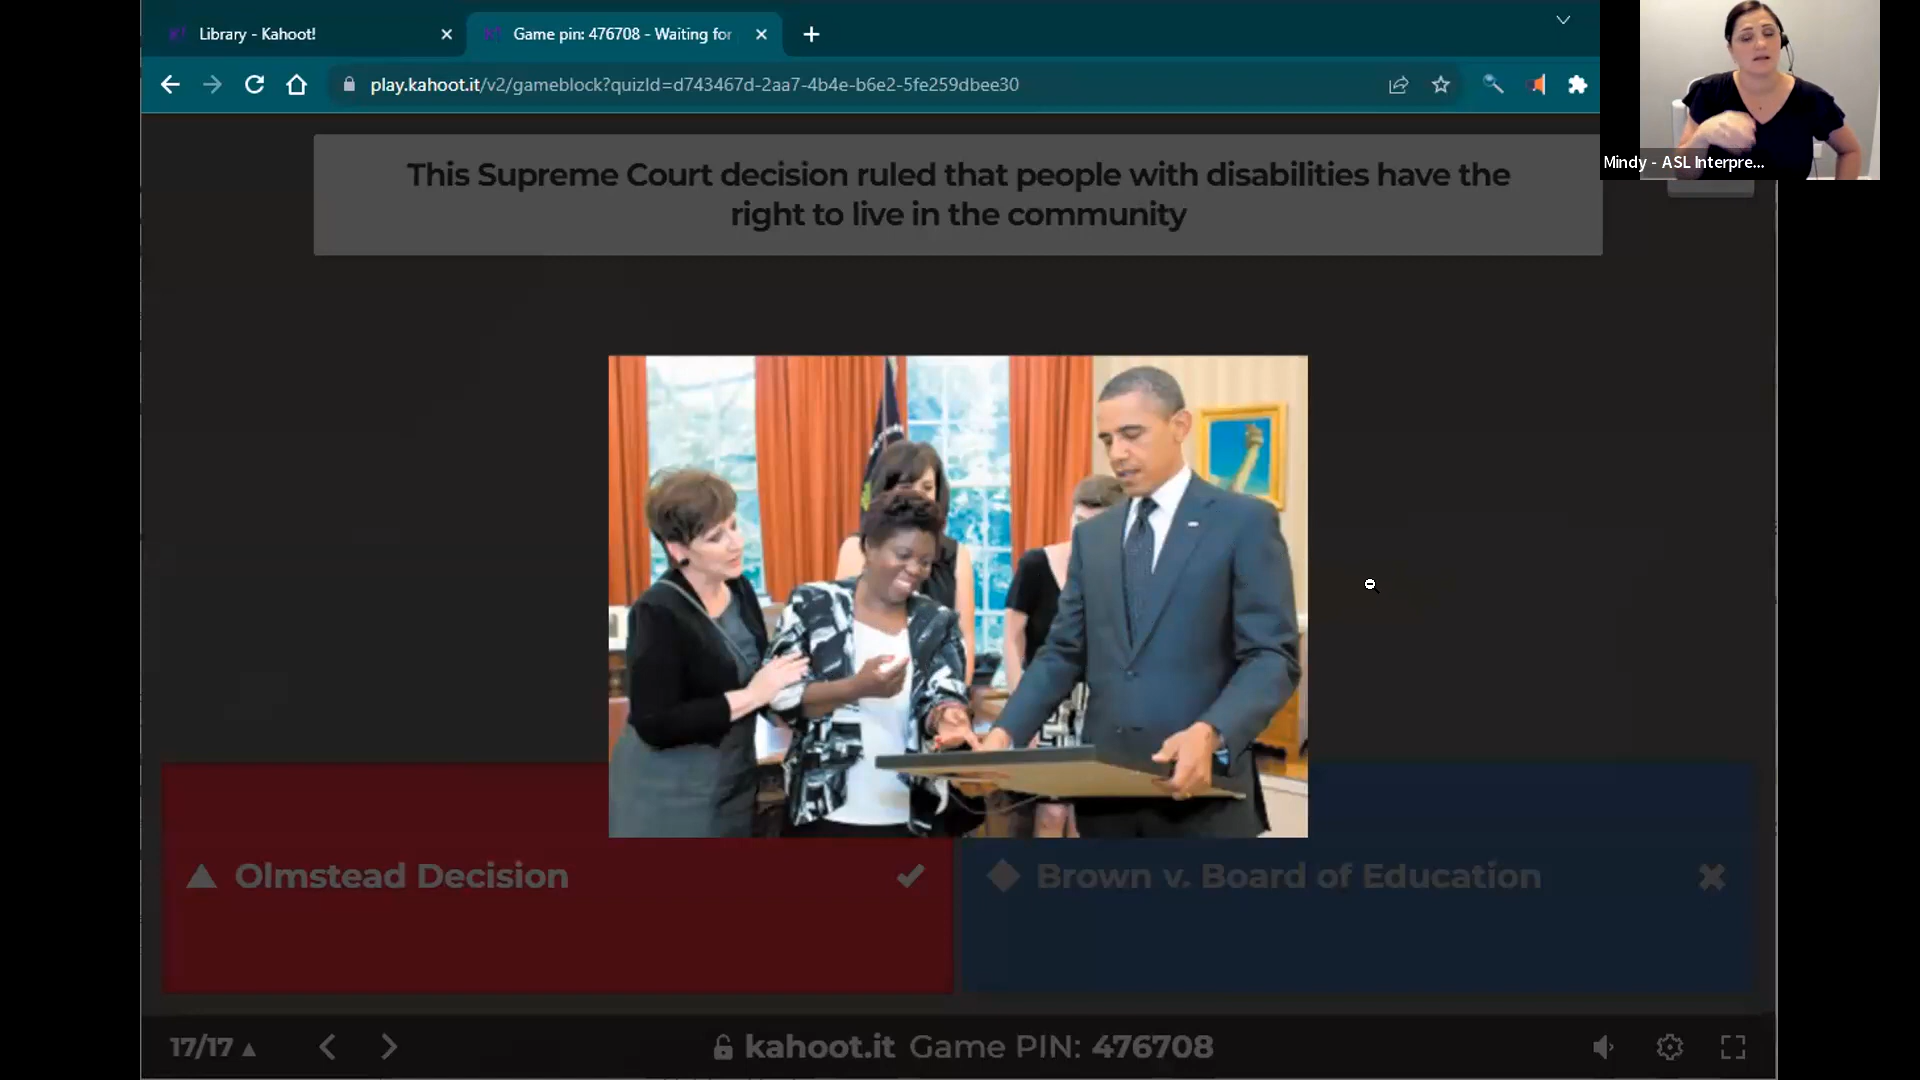 Library - Kahoot!
Game pin: 476708 - Waiting for
play.kahoot.it/v2/gameblock?quizId=d743467d-2aa7-4b4e-b6e2-5fe259dbee30
Mindy - ASL Interpre...
This Supreme Court decision ruled that people with disabilities have the
right to live in the community
Olmstead Decision
Brown v. Board of Education
17/17
kahoot.it Game PIN: 476708